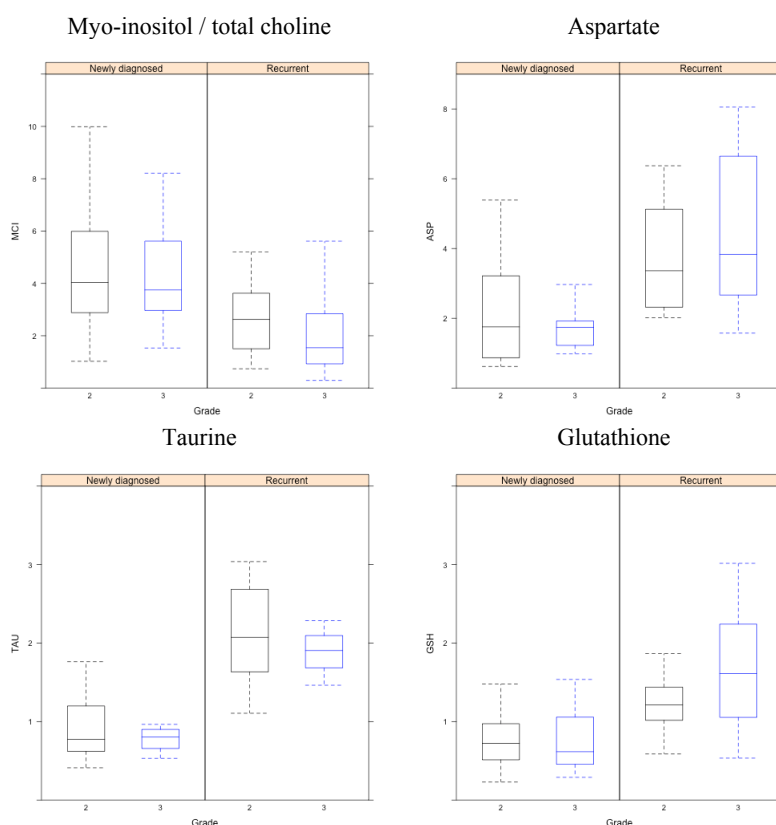 Myo-inositol / total choline
Newly diagnosed Recurrent
10
8
6
4
2
MCI
2 3 2 3
Grade
Aspartate
Newly diagnosed Recurrent
8
6
4
2
ASP
2 3 2 3
Grade
Taurine
Newly diagnosed Recurrent
3
2
1
TAU
2 3 2 3
Grade
Glutathione
Newly diagnosed Recurrent
3
2
1
GSH
2 3 2 3
Grade